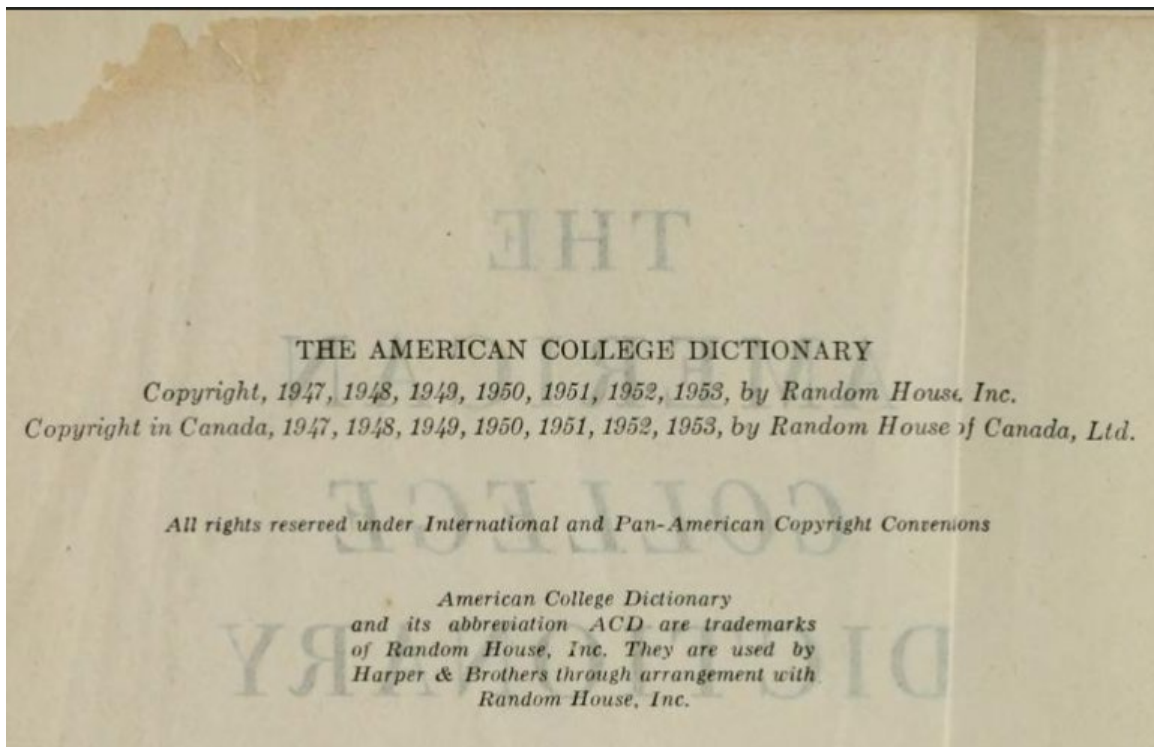 THE AMERICAN COLLEGE DICTIONARY
Copyright, 1947, 1948, 1949, 1950, 1951, 1952, 1953, by Random House Inc.
Copyright in Canada, 1947, 1948, 1949, 1950, 1951, 1952, 1953, by Random House of Canada, Ltd.
All rights reserved under International and Pan-American Copyright Conventions
American College Dictionary
and its abbreviation ACD are trademarks
of Random House, Inc. They are used by
Harper & Brothers through arrangement with
Random House, Inc.